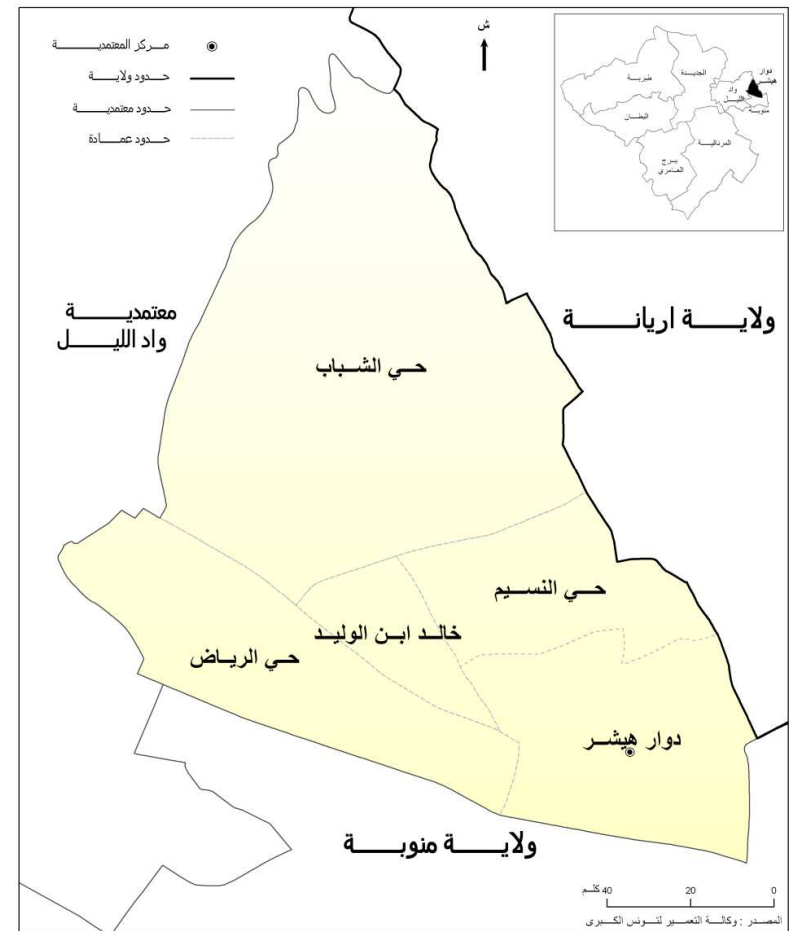 مركز المعتمدية
حدود ولاية
حدود معتمدية
حدود عمادة
ش
طبربة
الجديدة
دوار
هيشر
واد
الليل
منوبة
البطان
المرناقية
برج
العامري
معتمدية
واد الليل
ولاية اريانة
حي الشباب
حي النسيم
خالد ابن الوليد
حي الرياض
دوار هيشر
ولاية منوبة
40 كلم
20
0
المصدر : وكالة التعمير لتونس الكبرى